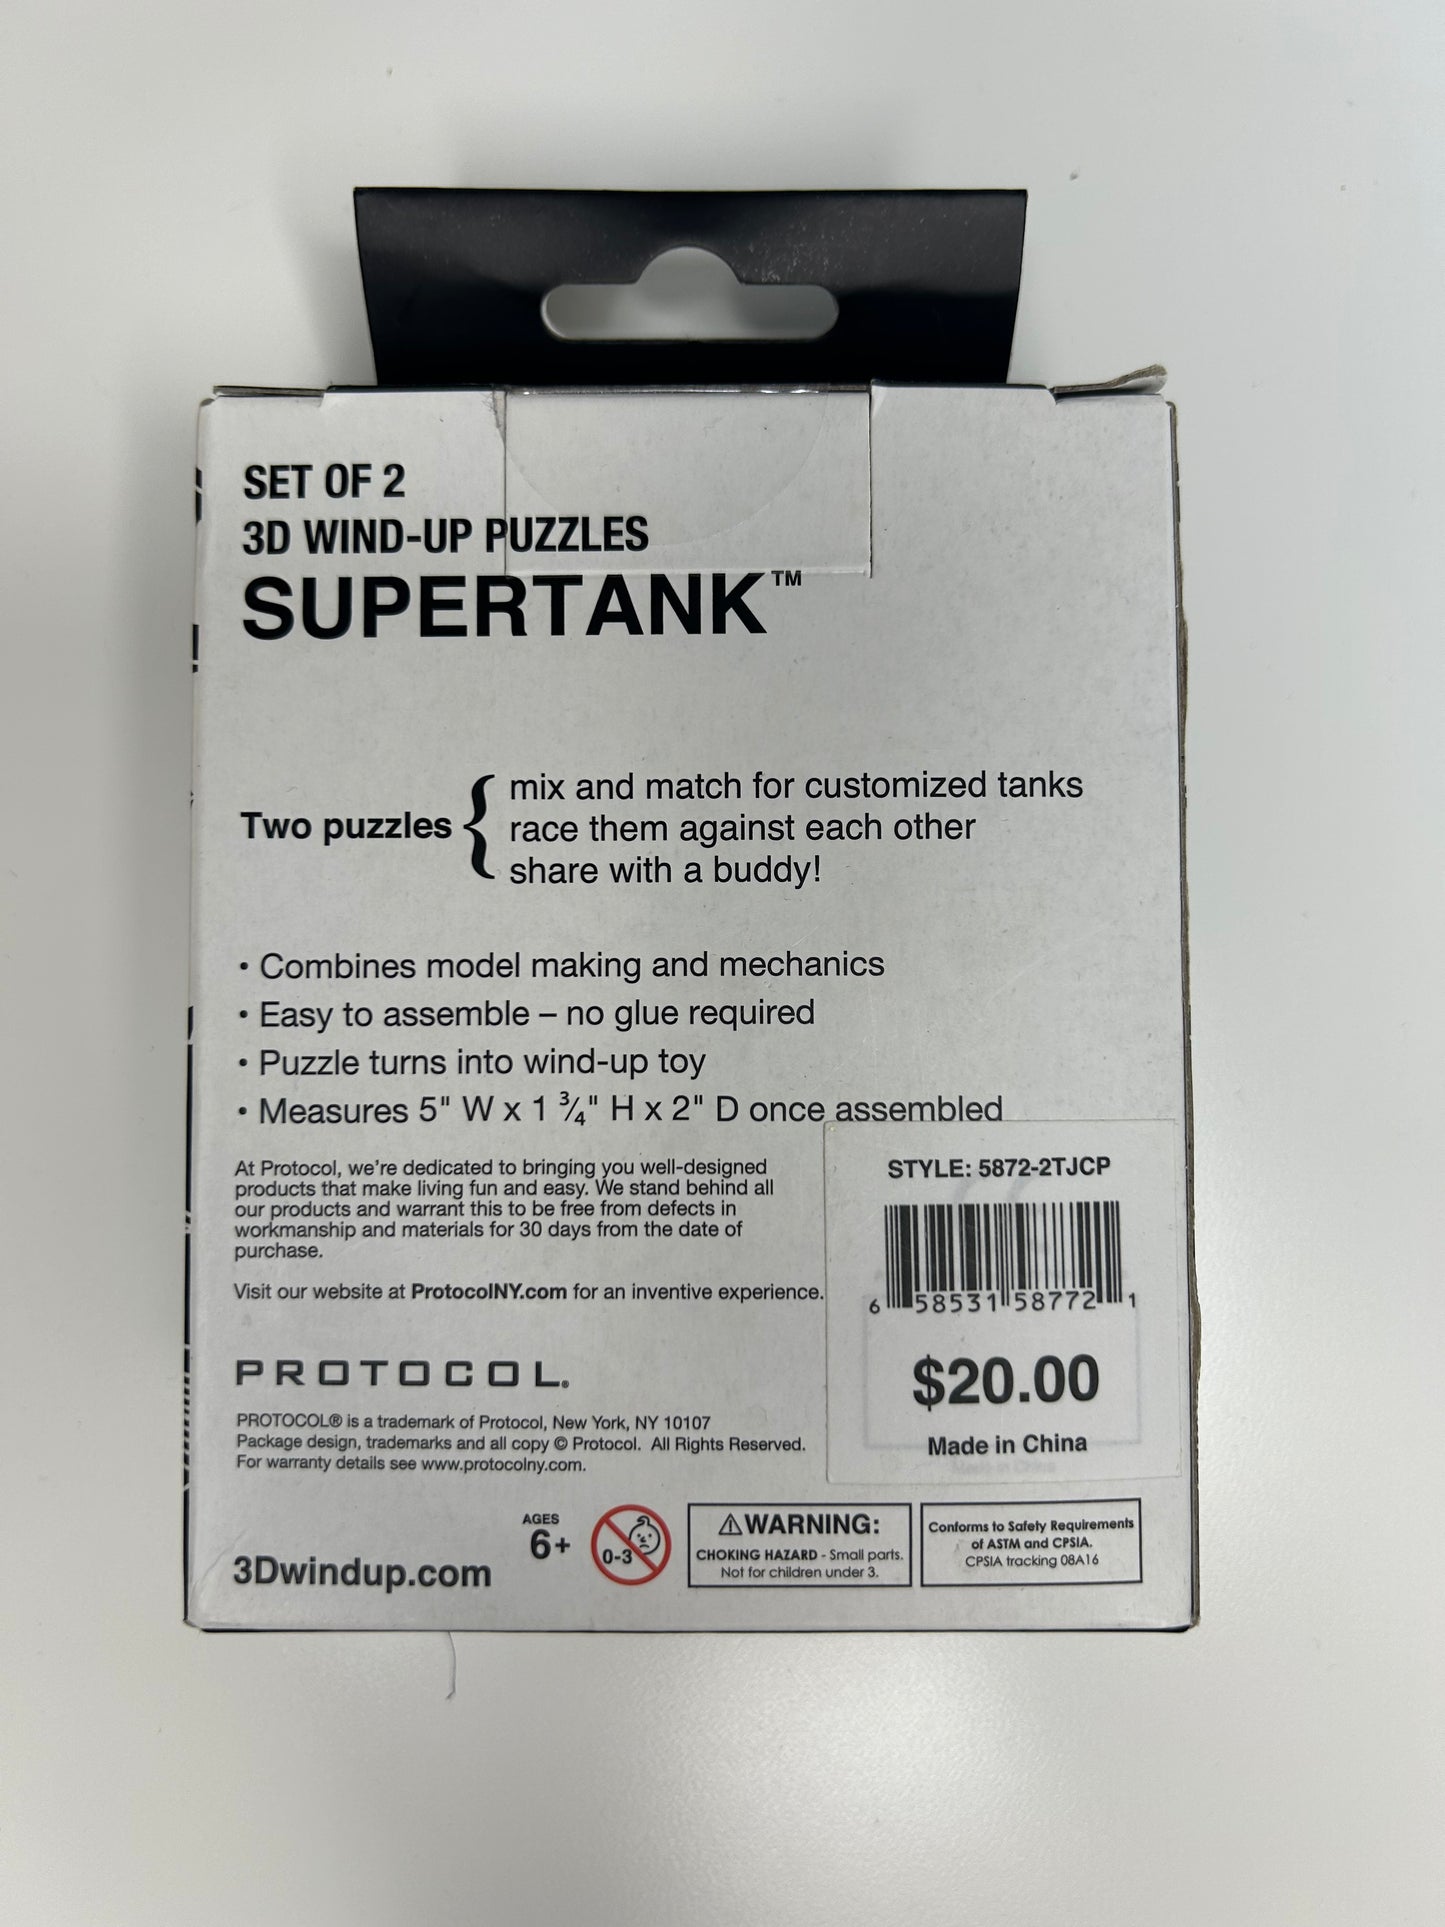 SET OF 2
3D WIND-UP PUZZLES
SUPERTANK™
Two puzzles { mix and match for customized tanks
race them against each other
share with a buddy!
• Combines model making and mechanics
• Easy to assemble – no glue required
• Puzzle turns into wind-up toy
• Measures 5" W x 1 ¾" H x 2" D once assembled
At Protocol, we're dedicated to bringing you well-designed
products that make living fun and easy. We stand behind all
our products and warrant this to be free from defects in
workmanship and materials for 30 days from the date of
purchase.
Visit our website at ProtocolNY.com for an inventive experience.
STYLE: 5872-2TJCP
6 58531 58772 1
$20.00
Made in China
PROTOCOL®
PROTOCOL® is a trademark of Protocol, New York, NY 10107
Package design, trademarks and all copy © Protocol. All Rights Reserved.
For warranty details see www.protocolny.com.
3Dwindup.com
AGES
6+
0-3
⚠WARNING:
CHOKING HAZARD - Small parts.
Not for children under 3.
Conforms to Safety Requirements
of ASTM and CPSIA.
CPSIA tracking 08A16